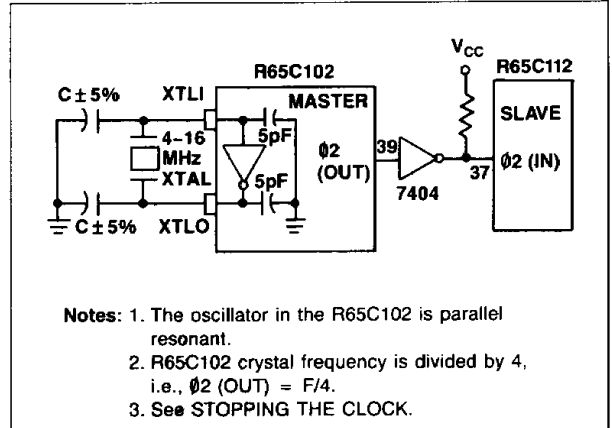 V_CC
R65C102
R65C112
C ± 5%
XTLI
MASTER
SLAVE
4-16
MHz
XTAL
5pF
5pF
Ø2
(OUT)
39
7404
37
Ø2 (IN)
C ± 5%
XTLO
Notes: 1. The oscillator in the R65C102 is parallel
resonant.
2. R65C102 crystal frequency is divided by 4,
i.e., Ø2 (OUT) = F/4.
3. See STOPPING THE CLOCK.